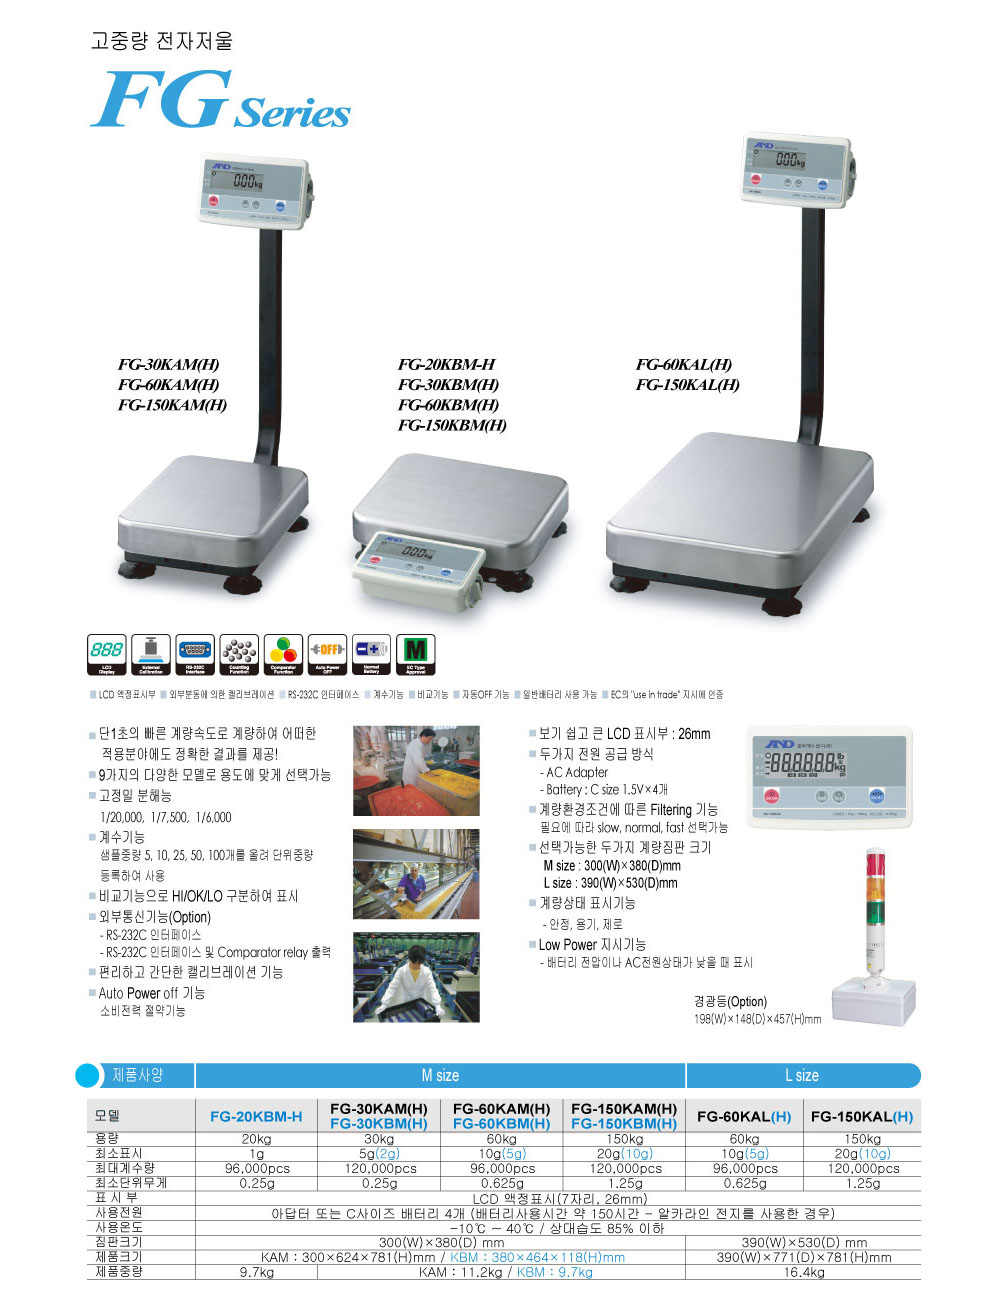 고중량 전자저울
FG Series
AND
0.00kg
AND
0.00kg
FG-30KAM(H)
FG-60KAM(H)
FG-150KAM(H)
FG-20KBM-H
FG-30KBM(H)
FG-60KBM(H)
FG-150KBM(H)
FG-60KAL(H)
FG-150KAL(H)
AND
0.00kg
888 LCD Display
External Calibration
RS-232C Interface
Counting Function
Comparator Function
OFF Auto Power OFF
Normal Battery
M EC Type Approval
LCD 액정표시부 외부분동에 의한 캘리브레이션 RS-232C 인터페이스 계수기능 비교기능 자동OFF 기능 일반배터리 사용 가능 EC의 "use in trade" 지시에 인증
단1초의 빠른 계량속도로 계량하여 어떠한
적용분야에도 정확한 결과를 제공!
9가지의 다양한 모델로 용도에 맞게 선택가능
고정밀 분해능
1/20,000, 1/7,500, 1/6,000
계수기능
샘플중량 5, 10, 25, 50, 100개를 올려 단위중량
등록하여 사용
비교기능으로 HI/OK/LO 구분하여 표시
외부통신기능(Option)
- RS-232C 인터페이스
- RS-232C 인터페이스 및 Comparator relay 출력
편리하고 간단한 캘리브레이션 기능
Auto Power off 기능
소비전력 절약기능
보기 쉽고 큰 LCD 표시부 : 26mm
두가지 전원 공급 방식
- AC Adapter
- Battery : C size 1.5V×4개
계량환경조건에 따른 Filtering 기능
필요에 따라 slow, normal, fast 선택가능
선택가능한 두가지 계량짐판 크기
M size : 300(W)×380(D)mm
L size : 390(W)×530(D)mm
계량상태 표시기능
- 안정, 용기, 제로
Low Power 지시기능
- 배터리 전압이나 AC전원상태가 낮을 때 표시
AND
경광등(Option)
198(W)×148(D)×457(H)mm
제품사양 M size L size
모델 FG-20KBM-H FG-30KAM(H) FG-30KBM(H) FG-60KAM(H) FG-60KBM(H) FG-150KAM(H) FG-150KBM(H) FG-60KAL(H) FG-150KAL(H)
용량 20kg 30kg 60kg 150kg 60kg 150kg
최소표시 1g 5g(2g) 10g(5g) 20g(10g) 10g(5g) 20g(10g)
최대계수량 96,000pcs 120,000pcs 96,000pcs 120,000pcs 96,000pcs 120,000pcs
최소단위무게 0.25g 0.25g 0.625g 1.25g 0.625g 1.25g
표 시 부 LCD 액정표시(7자리, 26mm)
사용전원 아답터 또는 C사이즈 배터리 4개 (배터리사용시간 약 150시간 - 알카라인 전지를 사용한 경우)
사용온도 -10℃ ~ 40℃ / 상대습도 85% 이하
짐판크기 300(W)×380(D) mm 390(W)×530(D) mm
제품크기 KAM : 300×624×781(H)mm / KBM : 380×464×118(H)mm 390(W)×771(D)×781(H)mm
제품중량 9.7kg KAM : 11.2kg / KBM : 9.7kg 16.4kg